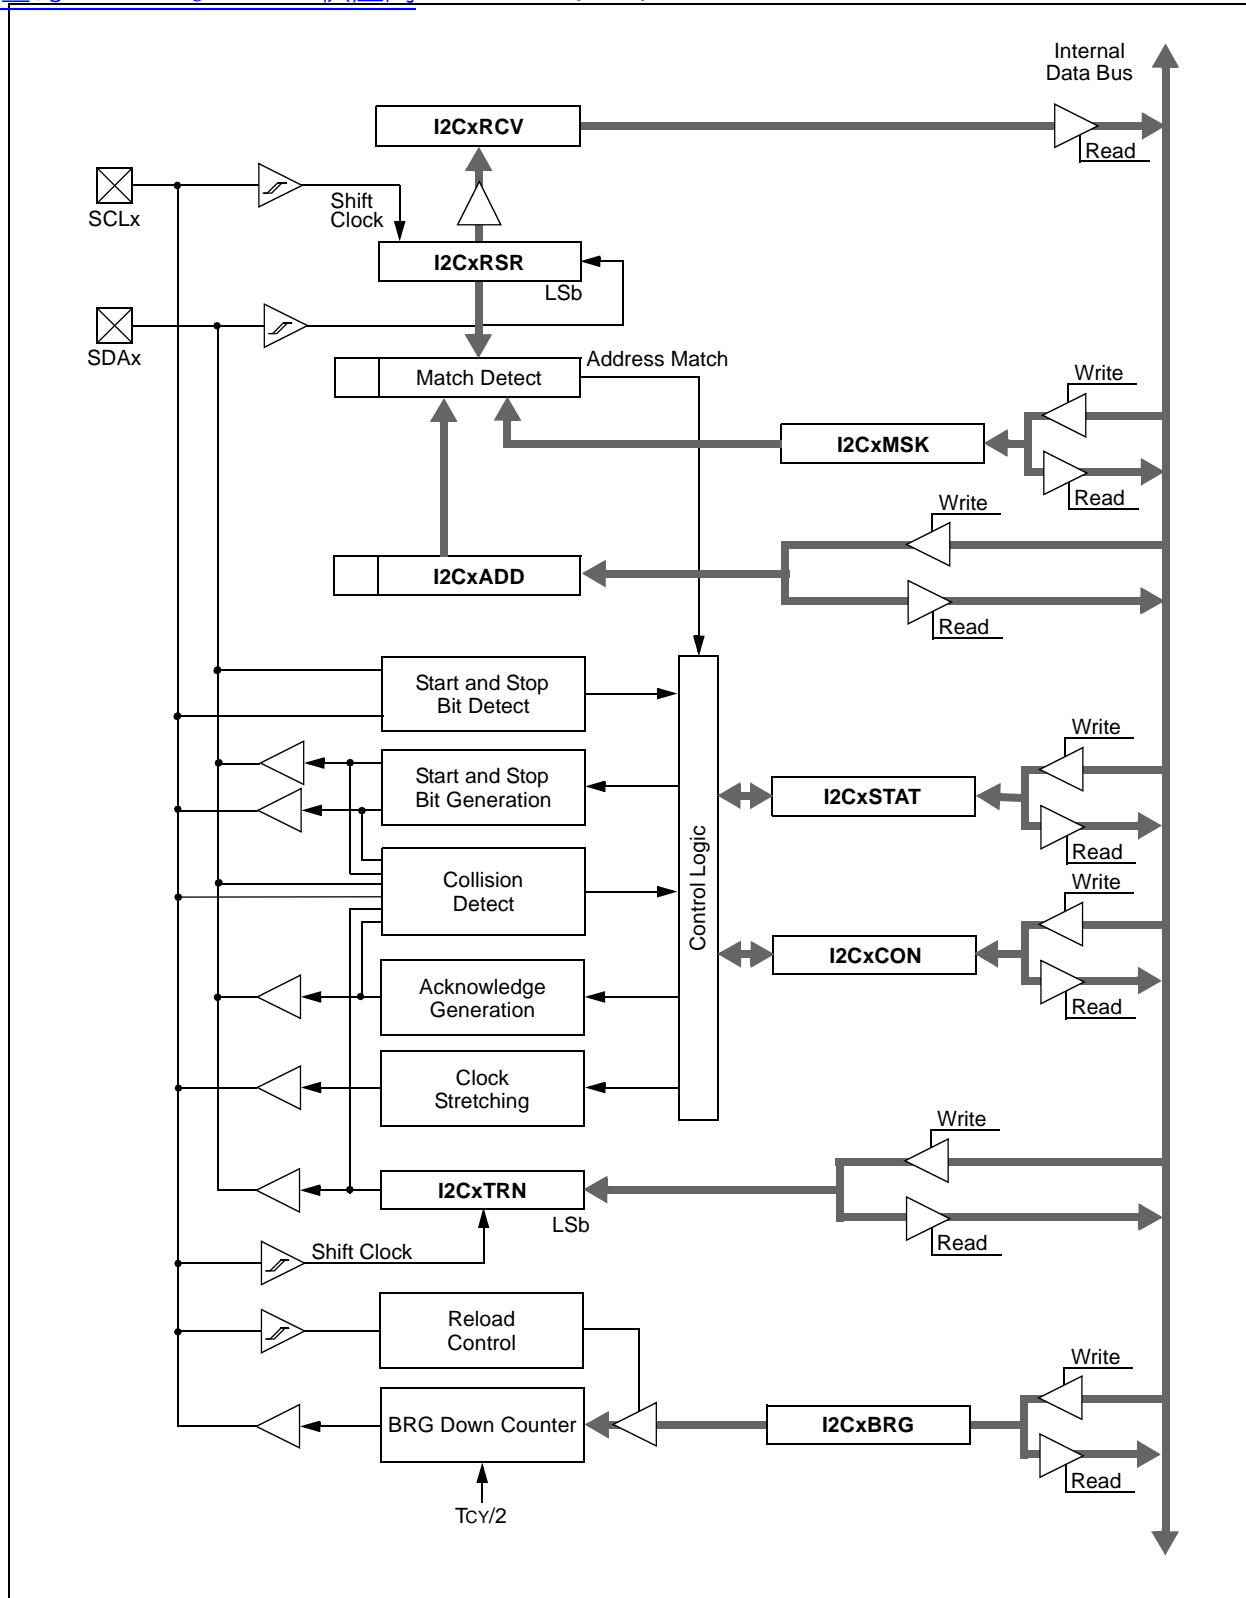 Internal
Data Bus
I2CxRCV
Read
SCLx
Shift
Clock
I2CxRSR
LSb
SDAx
Address Match
Match Detect
Write
I2CxMSK
Read
Write
I2CxADD
Read
Start and Stop
Bit Detect
Write
Start and Stop
Bit Generation
I2CxSTAT
Read
Control Logic
Collision
Detect
Write
I2CxCON
Acknowledge
Generation
Read
Clock
Stretching
Write
I2CxTRN
LSb
Read
Shift Clock
Reload
Control
Write
BRG Down Counter
I2CxBRG
Read
TCY/2